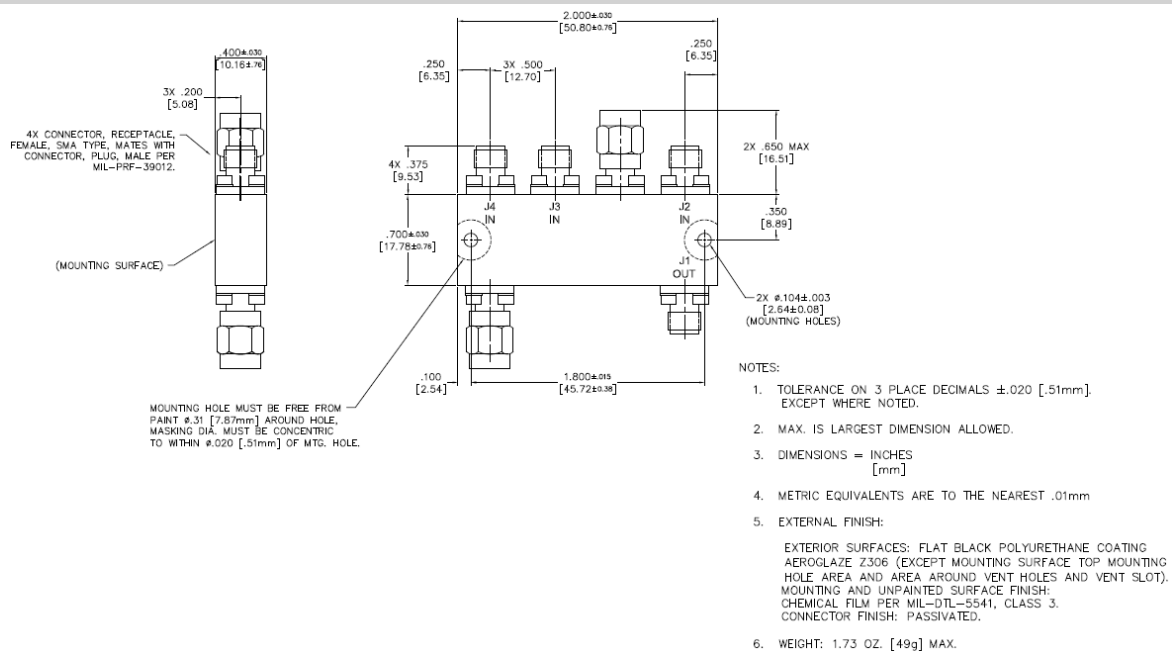 2.000±.030
[50.80±0.76]
.400±.030
[10.16±.76]
.250
[6.35]
3X .500
[12.70]
.250
[6.35]
3X .200
[5.08]
4X CONNECTOR, RECEPTACLE,
FEMALE, SMA TYPE, MATES WITH
CONNECTOR, PLUG, MALE PER
MIL-PRF-39012.
4X .375
[9.53]
2X .650 MAX
[16.51]
J4
IN
J3
IN
J2
IN
.350
[8.89]
.700±.030
[17.78±0.76]
(MOUNTING SURFACE)
J1
OUT
2X ø.104±.003
[2.64±0.08]
(MOUNTING HOLES)
.100
[2.54]
1.800±.015
[45.72±0.38]
MOUNTING HOLE MUST BE FREE FROM
PAINT ø.31 [7.87mm] AROUND HOLE,
MASKING DIA. MUST BE CONCENTRIC
TO WITHIN ø.020 [.51mm] OF MTG. HOLE.
NOTES:
1. TOLERANCE ON 3 PLACE DECIMALS ±.020 [.51mm].
EXCEPT WHERE NOTED.
2. MAX. IS LARGEST DIMENSION ALLOWED.
3. DIMENSIONS = INCHES
[mm]
4. METRIC EQUIVALENTS ARE TO THE NEAREST .01mm
5. EXTERNAL FINISH:
EXTERIOR SURFACES: FLAT BLACK POLYURETHANE COATING
AEROGLAZE Z306 (EXCEPT MOUNTING SURFACE TOP MOUNTING
HOLE AREA AND AREA AROUND VENT HOLES AND VENT SLOT).
MOUNTING AND UNPAINTED SURFACE FINISH:
CHEMICAL FILM PER MIL-DTL-5541, CLASS 3.
CONNECTOR FINISH: PASSIVATED.
6. WEIGHT: 1.73 OZ. [49g] MAX.